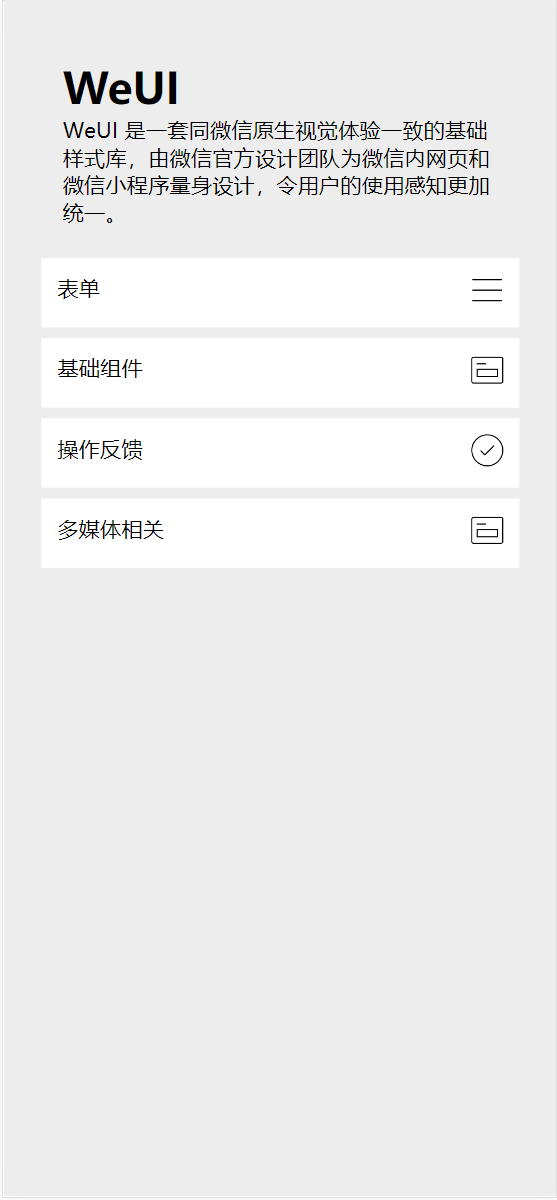 WeUI
WeUI 是一套同微信原生视觉体验一致的基础
样式库，由微信官方设计团队为微信内网页和
微信小程序量身设计，令用户的使用感知更加
统一。
表单
基础组件
操作反馈
多媒体相关